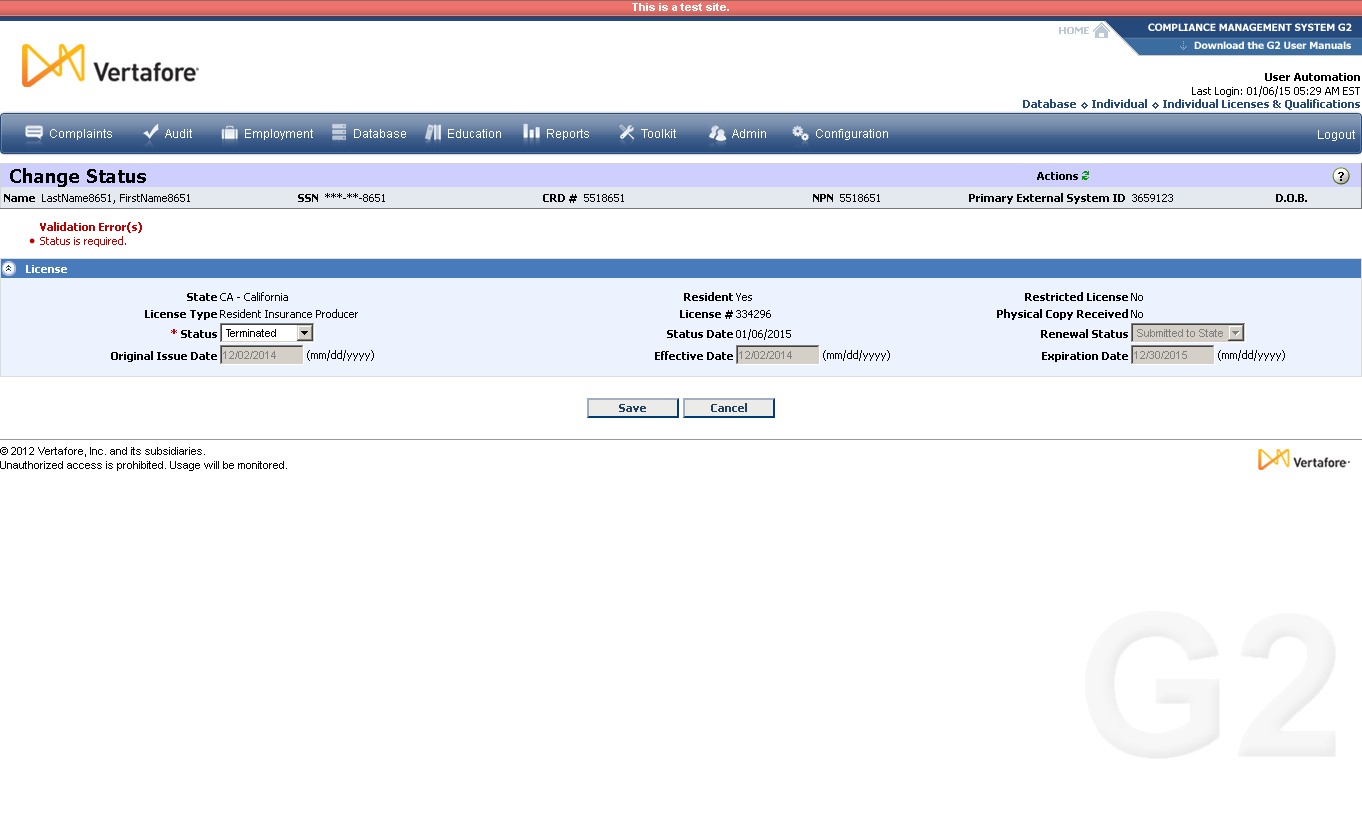 This is a test site.
HOME
COMPLIANCE MANAGEMENT SYSTEM G2
Download the G2 User Manuals
Vertafore
User Automation
Last Login: 01/06/15 05:29 AM EST
Database ⬥ Individual ⬥ Individual Licenses & Qualifications
Complaints Audit Employment Database Education Reports Toolkit Admin Configuration Logout
Change Status Actions ?
Name LastName8651, FirstName8651 SSN ***-**-8651 CRD # 5518651 NPN 5518651 Primary External System ID 3659123 D.O.B.
Validation Error(s)
• Status is required.
License
State CA - California Resident Yes Restricted License No
License Type Resident Insurance Producer License # 334296 Physical Copy Received No
* Status Terminated Status Date 01/06/2015 Renewal Status Submitted to State
Original Issue Date 12/02/2014 (mm/dd/yyyy) Effective Date 12/02/2014 (mm/dd/yyyy) Expiration Date 12/30/2015 (mm/dd/yyyy)
Save Cancel
© 2012 Vertafore, Inc. and its subsidiaries.
Unauthorized access is prohibited. Usage will be monitored.
Vertafore
G2